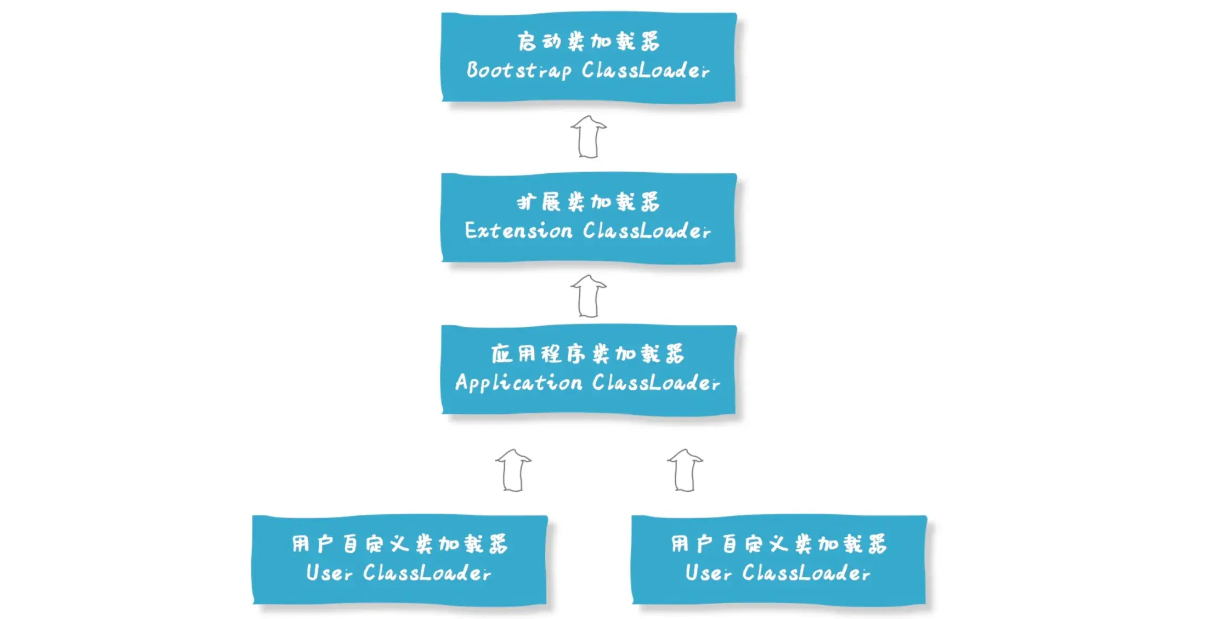 启动类加载器
Bootstrap ClassLoader
扩展类加载器
Extension ClassLoader
应用程序类加载器
Application ClassLoader
用户自定义类加载器
User ClassLoader
用户自定义类加载器
User ClassLoader